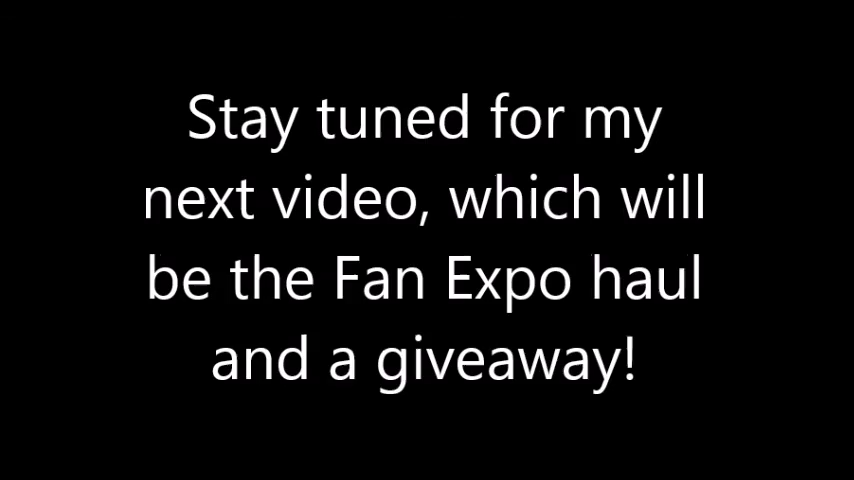 Stay tuned for my
next video, which will
be the Fan Expo haul
and a giveaway!